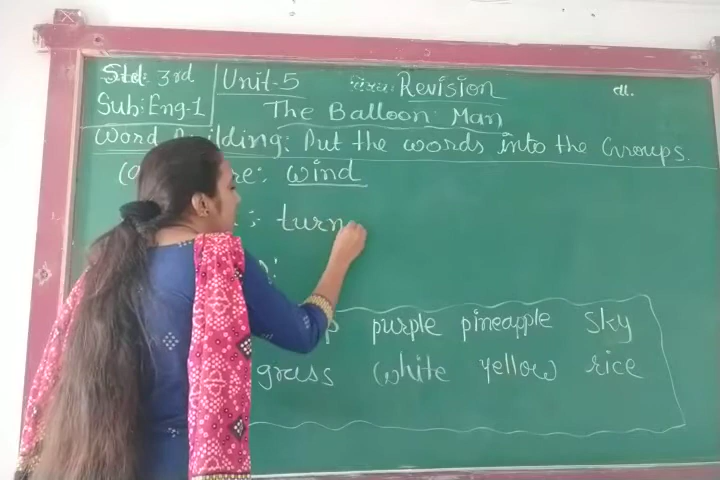 Std: 3rd Unit-5 विषय: Revision dt.
Sub: Eng-1 The Balloon Man
Word Building: Put the words into the Groups.
wind
turn
purple pineapple sky
grass white yellow rice